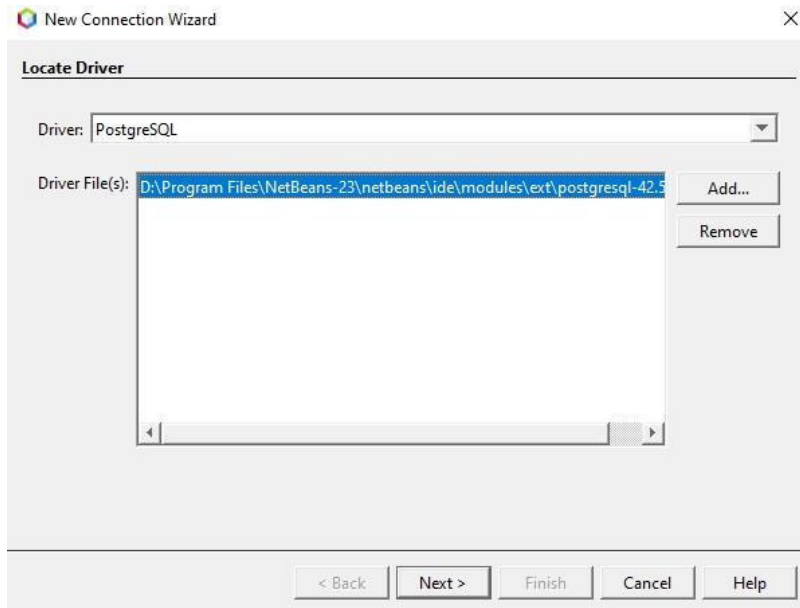 New Connection Wizard
Locate Driver
Driver: PostgreSQL
Driver File(s): D:\Program Files\NetBeans-23\netbeans\ide\modules\ext\postgresql-42.5
Add...
Remove
< Back Next > Finish Cancel Help